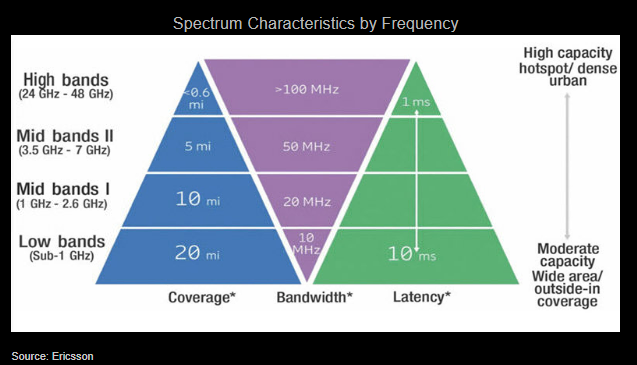 Spectrum Characteristics by Frequency
High bands
(24 GHz - 48 GHz)
<0.6
mi
>100 MHz
1 ms
High capacity
hotspot/ dense
urban
Mid bands II
(3.5 GHz - 7 GHz)
5 mi
50 MHz
Mid bands I
(1 GHz - 2.6 GHz)
10 mi
20 MHz
Low bands
(Sub-1 GHz)
20 mi
10
MHz
10 ms
Moderate
capacity
Wide area/
outside-in
coverage
Coverage*
Bandwidth*
Latency*
Source: Ericsson